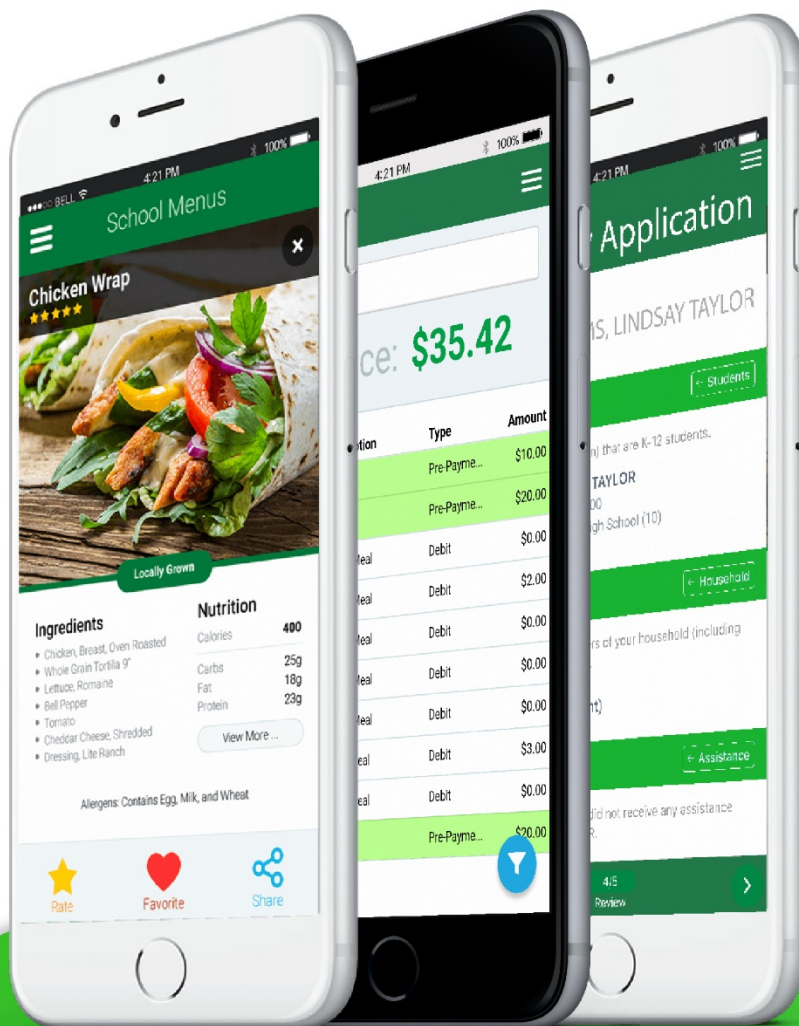 ●●●○○ BELL 4:21 PM 100%
School Menus
Chicken Wrap
Locally Grown
Ingredients
• Chicken, Breast, Oven Roasted
• Whole Grain Tortilla 9"
• Lettuce, Romaine
• Bell Pepper
• Tomato
• Cheddar Cheese, Shredded
• Dressing, Lite Ranch
Nutrition
Calories 400
Carbs 25g
Fat 18g
Protein 23g
View More ...
Allergens: Contains Egg, Milk, and Wheat
Rate Favorite Share
4:21 PM 100%
ce: $35.42
tion Type Amount
Pre-Payme... $10.00
Pre-Payme... $20.00
Meal Debit $0.00
Meal Debit $2.00
Meal Debit $0.00
Meal Debit $0.00
Meal Debit $0.00
eal Debit $3.00
eal Debit $0.00
Pre-Payme... $20.00
4:21 PM 100%
Application
MS, LINDSAY TAYLOR
← Students
n) that are K-12 students.
TAYLOR
00
igh School (10)
← Household
rs of your household (including
nt)
← Assistance
did not receive any assistance
R.
4/5
Review